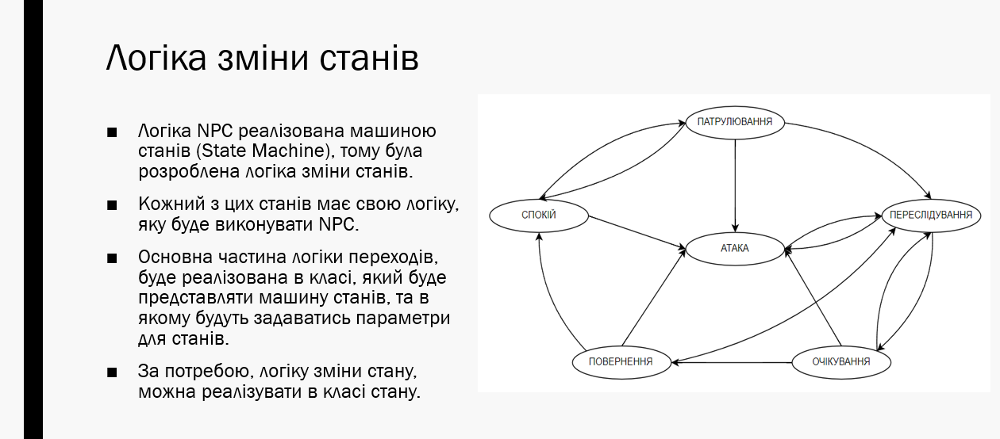 Логіка зміни станів
■ Логіка NPC реалізована машиною
станів (State Machine), тому була
розроблена логіка зміни станів.
■ Кожний з цих станів має свою логіку,
яку буде виконувати NPC.
■ Основна частина логіки переходів,
буде реалізована в класі, який буде
представляти машину станів, та в
якому будуть задаватись параметри
для станів.
■ За потребою, логіку зміни стану,
можна реалізувати в класі стану.
ПАТРУЛЮВАННЯ
СПОКІЙ
ПЕРЕСЛІДУВАННЯ
АТАКА
ПОВЕРНЕННЯ
ОЧІКУВАННЯ